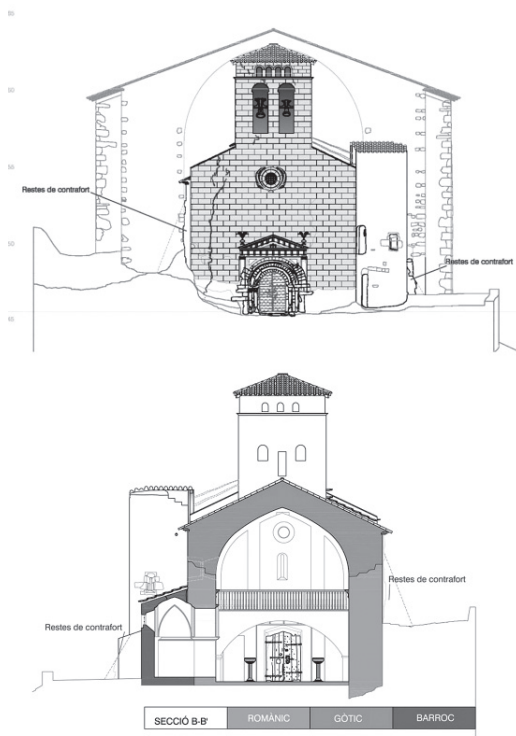 Restes de contrafort
Restes de contrafort
Restes de contrafort
Restes de contrafort
SECCIÓ B-B'
ROMÀNIC
GÒTIC
BARROC